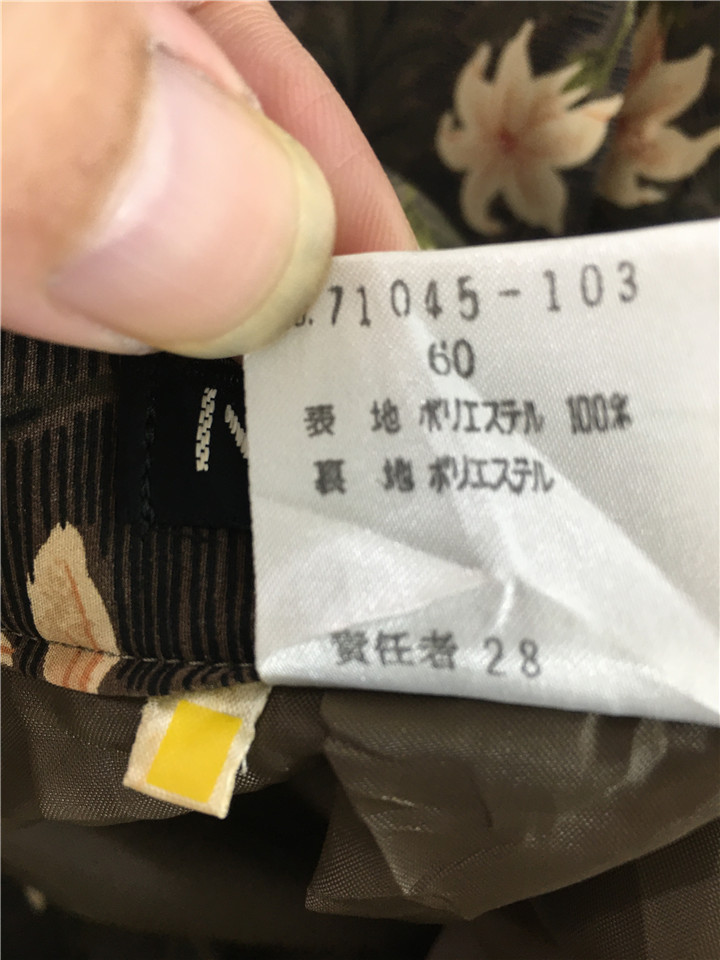 71045-103
60
表 地 ポリエステル 100%
裏 地 ポリエステル
責任者 28